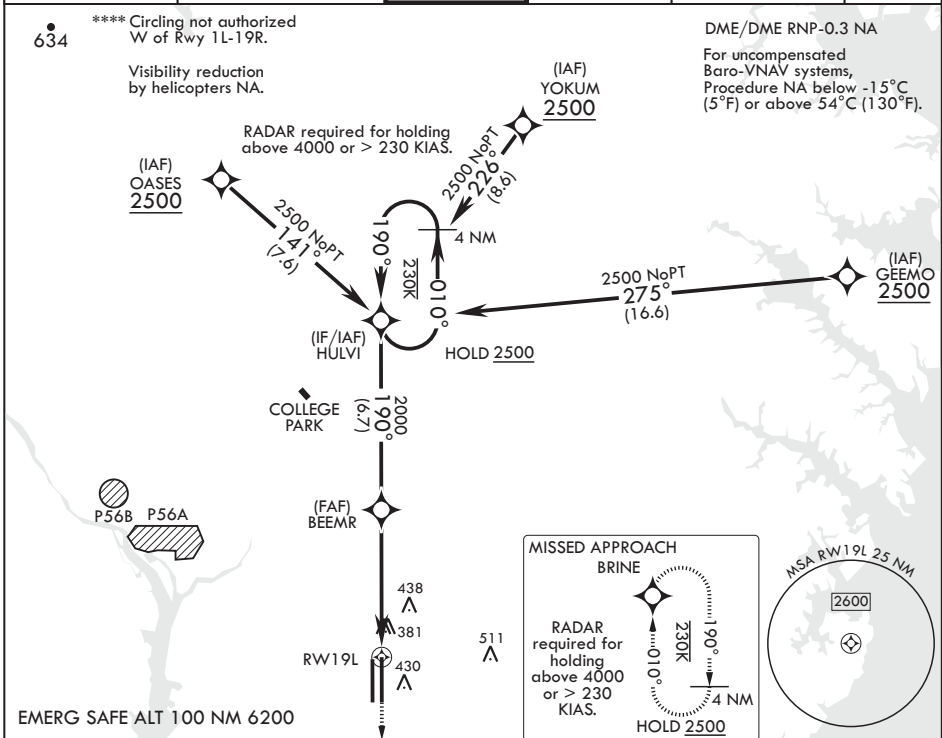 **** Circling not authorized
W of Rwy 1L-19R.
634
Visibility reduction
by helicopters NA.
DME/DME RNP-0.3 NA
For uncompensated
Baro-VNAV systems,
Procedure NA below -15°C
(5°F) or above 54°C (130°F).
RADAR required for holding
above 4000 or > 230 KIAS.
(IAF)
YOKUM
2500
2500 NoPT
226°
(8.6)
(IAF)
OASES
2500
2500 NoPT
141°
(7.6)
190°
230K
010°
4 NM
(IAF)
GEEMO
2500
2500 NoPT
275°
(16.6)
(IF/IAF)
HULVI
HOLD 2500
COLLEGE
PARK
2000
190°
(6.7)
(FAF)
BEEMR
P56B
P56A
438
381
RW19L
430
511
MISSED APPROACH
BRINE
RADAR
required for
holding
above 4000
or > 230
KIAS.
010°
230K
190°
4 NM
HOLD 2500
MSA RW19L 25 NM
2600
EMERG SAFE ALT 100 NM 6200